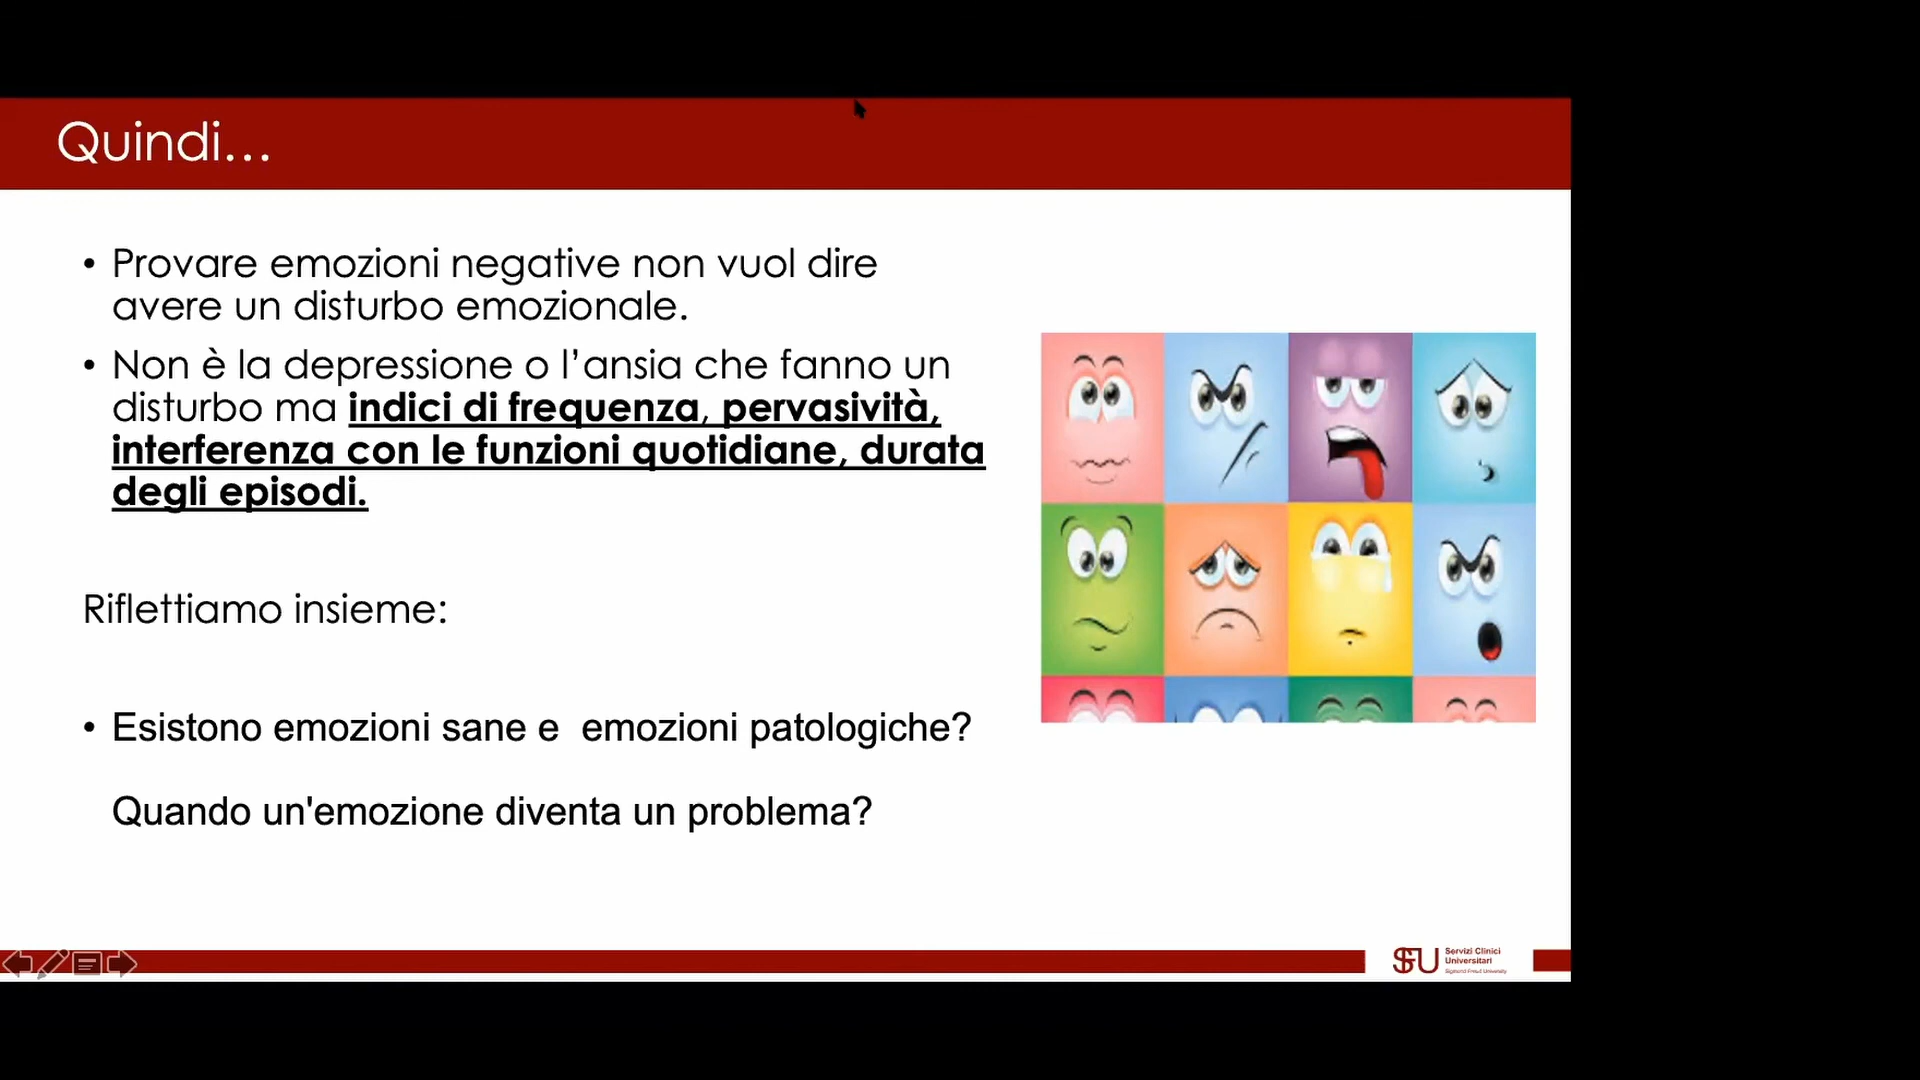 Quindi...
• Provare emozioni negative non vuol dire
avere un disturbo emozionale.
• Non è la depressione o l’ansia che fanno un
disturbo ma indici di frequenza, pervasività,
interferenza con le funzioni quotidiane, durata
degli episodi.
Riflettiamo insieme:
• Esistono emozioni sane e  emozioni patologiche?
Quando un'emozione diventa un problema?
SFU
Servizi Clinici
Universitari
Sigmund Freud University